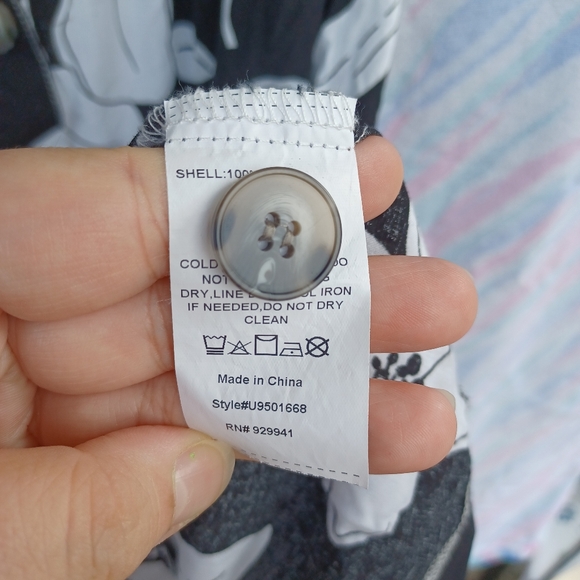 SHELL:100
COLD DO
NOT
DRY,LINE IRON
IF NEEDED,DO NOT DRY
CLEAN
Made in China
Style#U9501668
RN# 929941